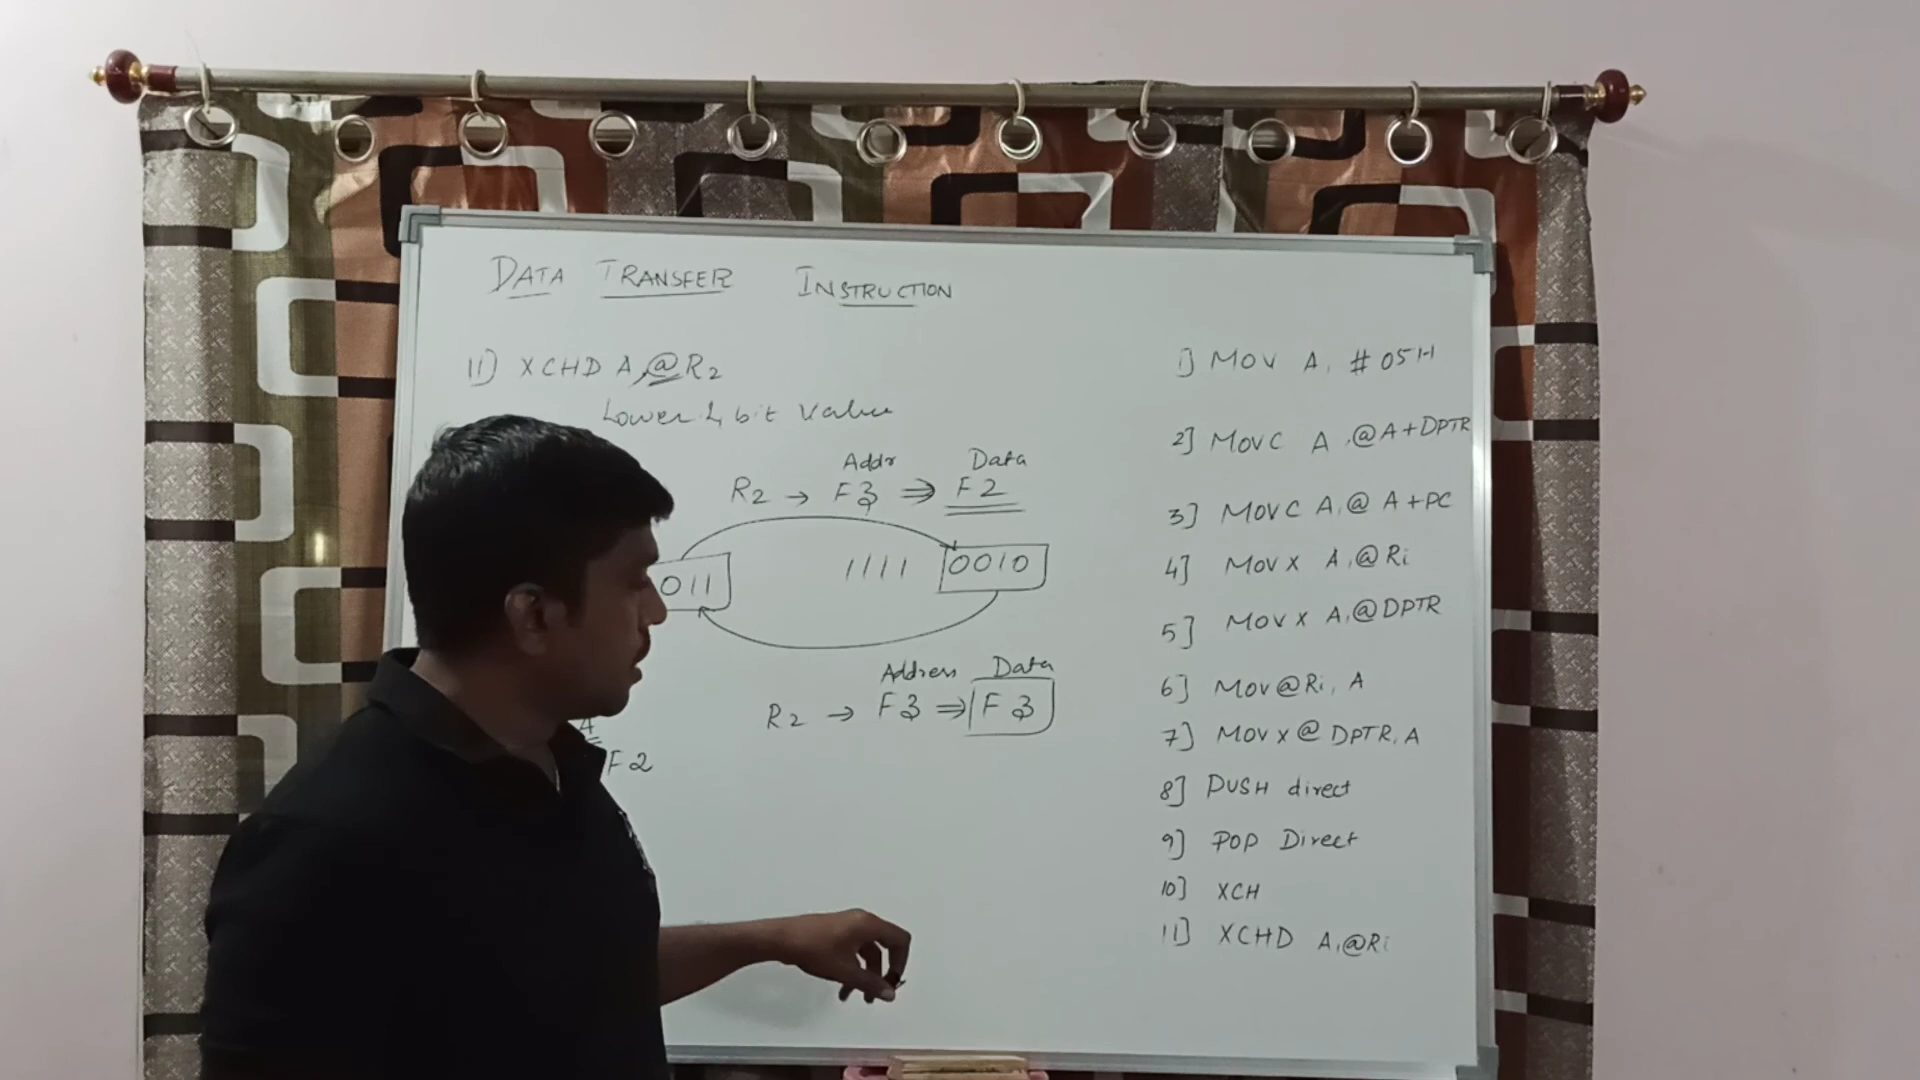 DATA TRANSFER INSTRUCTION
11] XCHD A,@R2
Lower 4 bit value
Addr Data
R2 → F3 ⇒ F2
011 1111 0010
Address Data
R2 → F3 ⇒ F3
A
F2
1) MOV A, #05H
2] MOVC A,@A+DPTR
3] MOVC A,@ A+PC
4] MOVX A,@Ri
5] MOVX A,@DPTR
6] MOV@Ri, A
7] MOVX@DPTR,A
8] PUSH direct
9] POP Direct
10] XCH
11] XCHD A,@Ri